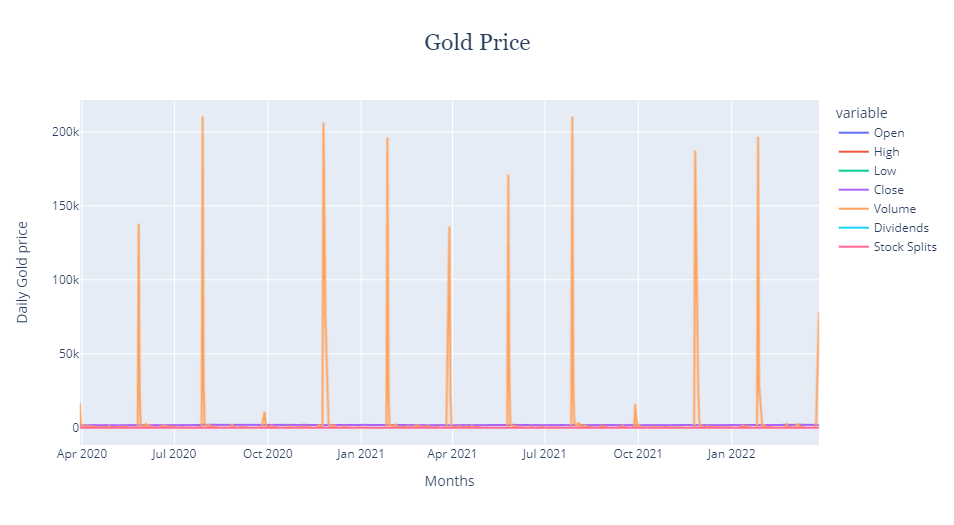 Gold Price
variable
Open
High
Low
Close
Volume
Dividends
Stock Splits
Daily Gold price
200k
150k
100k
50k
0
Apr 2020 Jul 2020 Oct 2020 Jan 2021 Apr 2021 Jul 2021 Oct 2021 Jan 2022
Months